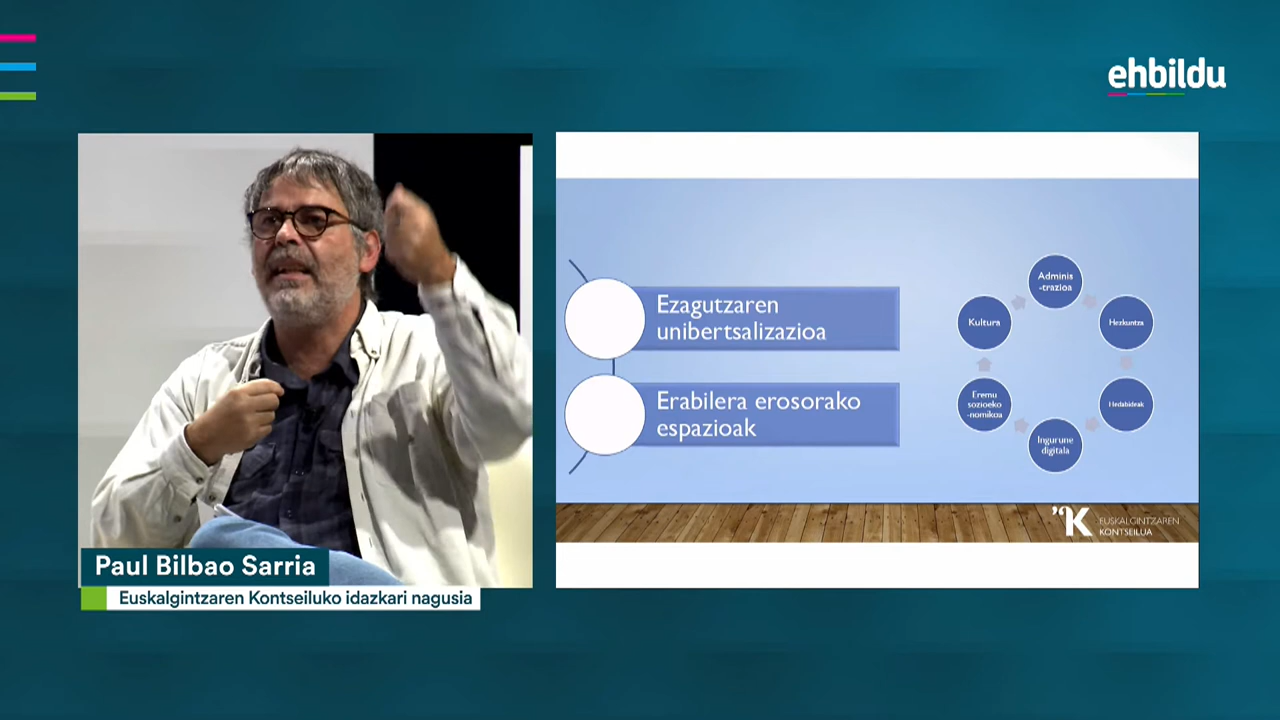 ehbildu
Ezagutzaren
unibertsalizazioa
Erabilera erosorako
espazioak
Adminis
-trazioa
Hezkuntza
Hedabideak
Ingurune
digitala
Eremu
sozioeko
-nomikoa
Kultura
"K
EUSKALGINTZAREN
KONTSEILUA
Paul Bilbao Sarria
Euskalgintzaren Kontseiluko idazkari nagusia